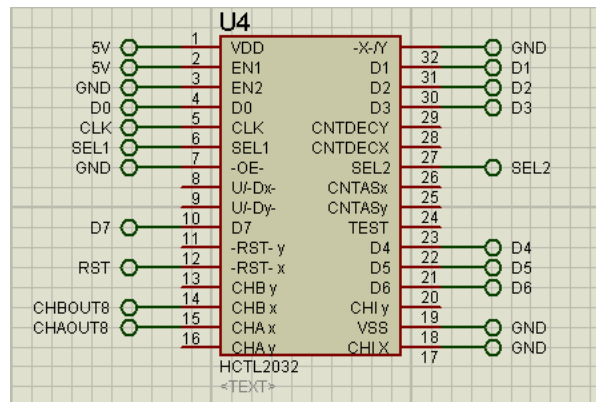 U4
5V 1 VDD -X-/Y 32 GND
5V 2 EN1 D1 31 D1
GND 3 EN2 D2 30 D2
D0 4 D0 D3 29 D3
CLK 5 CLK CNTDECY 28
SEL1 6 SEL1 CNTDECX 27
GND 7 -OE- SEL2 26 SEL2
8 U/-Dx- CNTASx 25
9 U/-Dy- CNTASy 24
D7 10 D7 TEST 23
11 -RST- y D4 22 D4
RST 12 -RST- x D5 21 D5
13 CHB y D6 20 D6
CHBOUT8 14 CHB x CHI y 19
CHAOUT8 15 CHA x VSS 18 GND
16 CHA y CHI X 17 GND
HCTL2032
<TEXT>